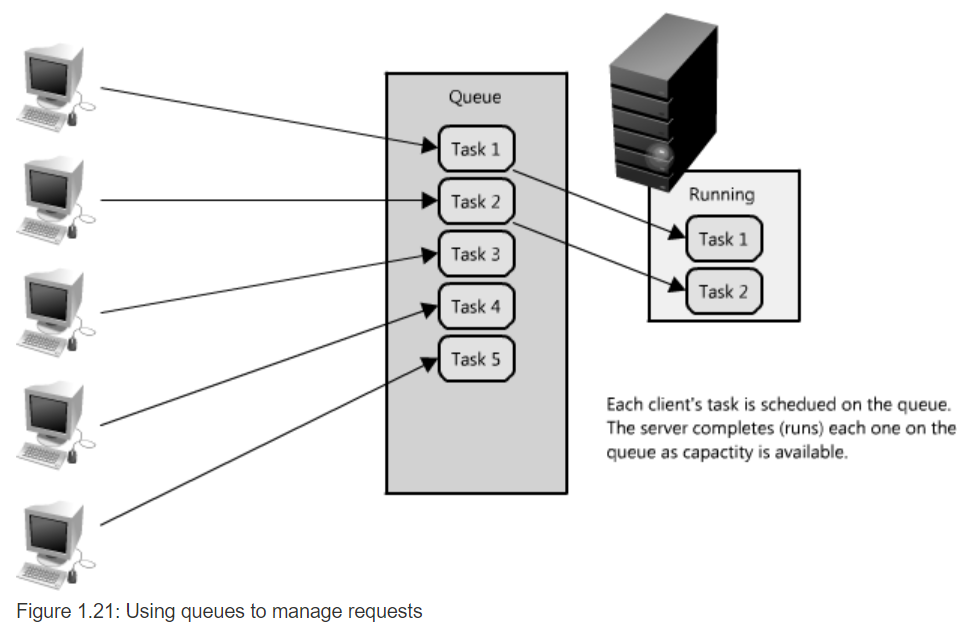 Queue
Task 1
Task 2
Task 3
Task 4
Task 5
Running
Task 1
Task 2
Each client's task is schedued on the queue.
The server completes (runs) each one on the
queue as capactity is available.
Figure 1.21: Using queues to manage requests